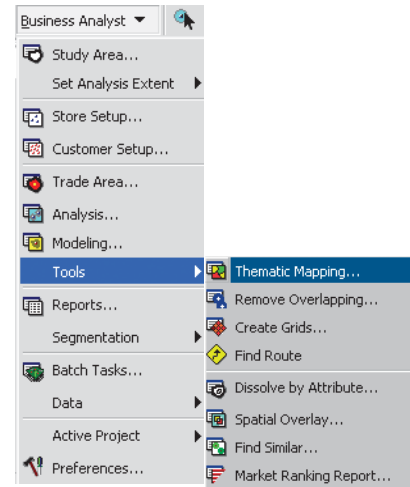 Business Analyst
Study Area...
Set Analysis Extent
Store Setup...
Customer Setup...
Trade Area...
Analysis...
Modeling...
Tools
Reports...
Segmentation
Batch Tasks...
Data
Active Project
Preferences...
Thematic Mapping...
Remove Overlapping...
Create Grids...
Find Route
Dissolve by Attribute...
Spatial Overlay...
Find Similar...
Market Ranking Report...